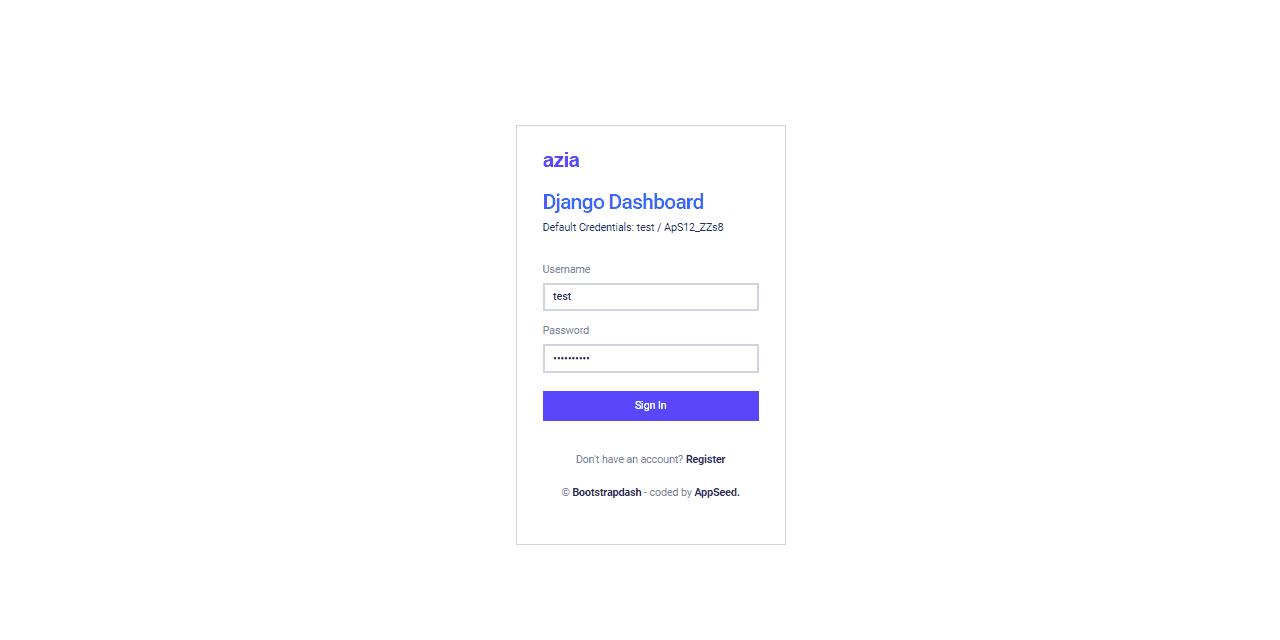 azia
Django Dashboard
Default Credentials: test / ApS12_ZZs8
Username
test
Password
••••••••••
Sign In
Don't have an account? Register
© Bootstrapdash - coded by AppSeed.